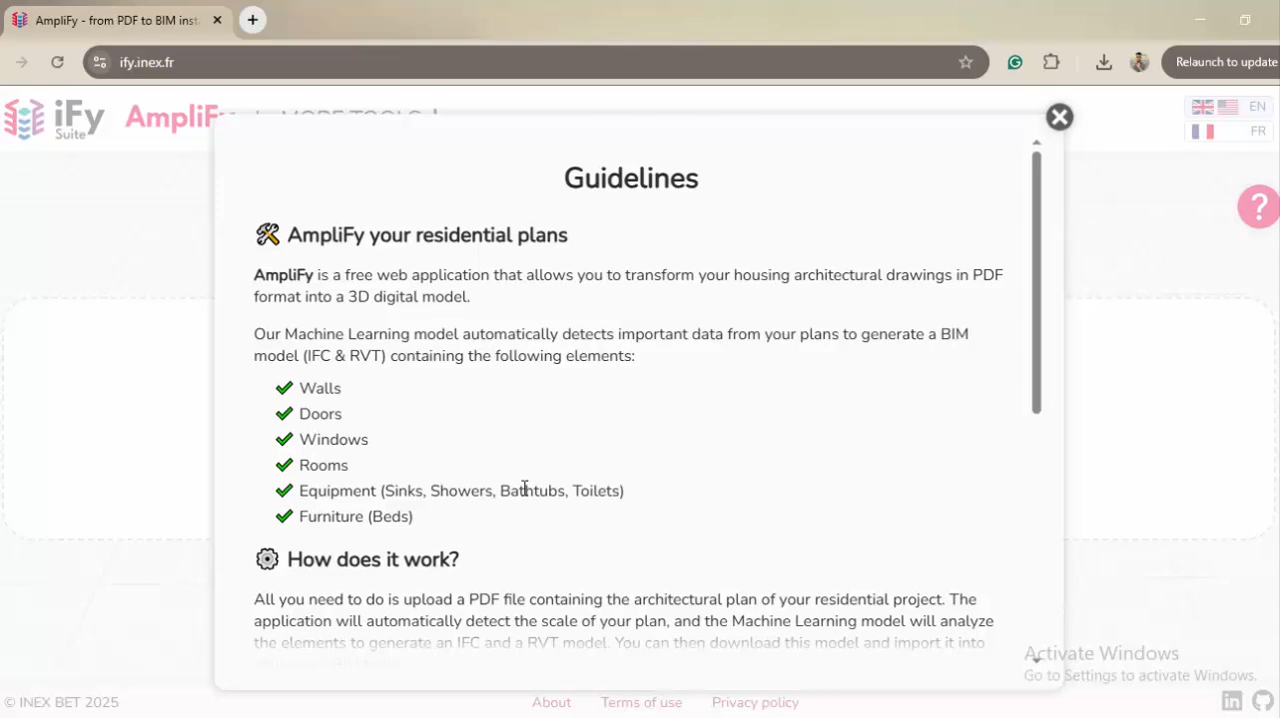 AmpliFy - from PDF to BIM inst
ify.inex.fr
Relaunch to update
iFy
Suite
AmpliFy
MORE TOOLS
EN
FR
Guidelines
?
AmpliFy your residential plans
AmpliFy is a free web application that allows you to transform your housing architectural drawings in PDF
format into a 3D digital model.
Our Machine Learning model automatically detects important data from your plans to generate a BIM
model (IFC & RVT) containing the following elements:
Walls
Doors
Windows
Rooms
Equipment (Sinks, Showers, Bathtubs, Toilets)
Furniture (Beds)
How does it work?
All you need to do is upload a PDF file containing the architectural plan of your residential project. The
application will automatically detect the scale of your plan, and the Machine Learning model will analyze
the elements to generate an IFC and a RVT model. You can then download this model and import it into
Activate Windows
Go to Settings to activate Windows.
© INEX BET 2025
About
Terms of use
Privacy policy